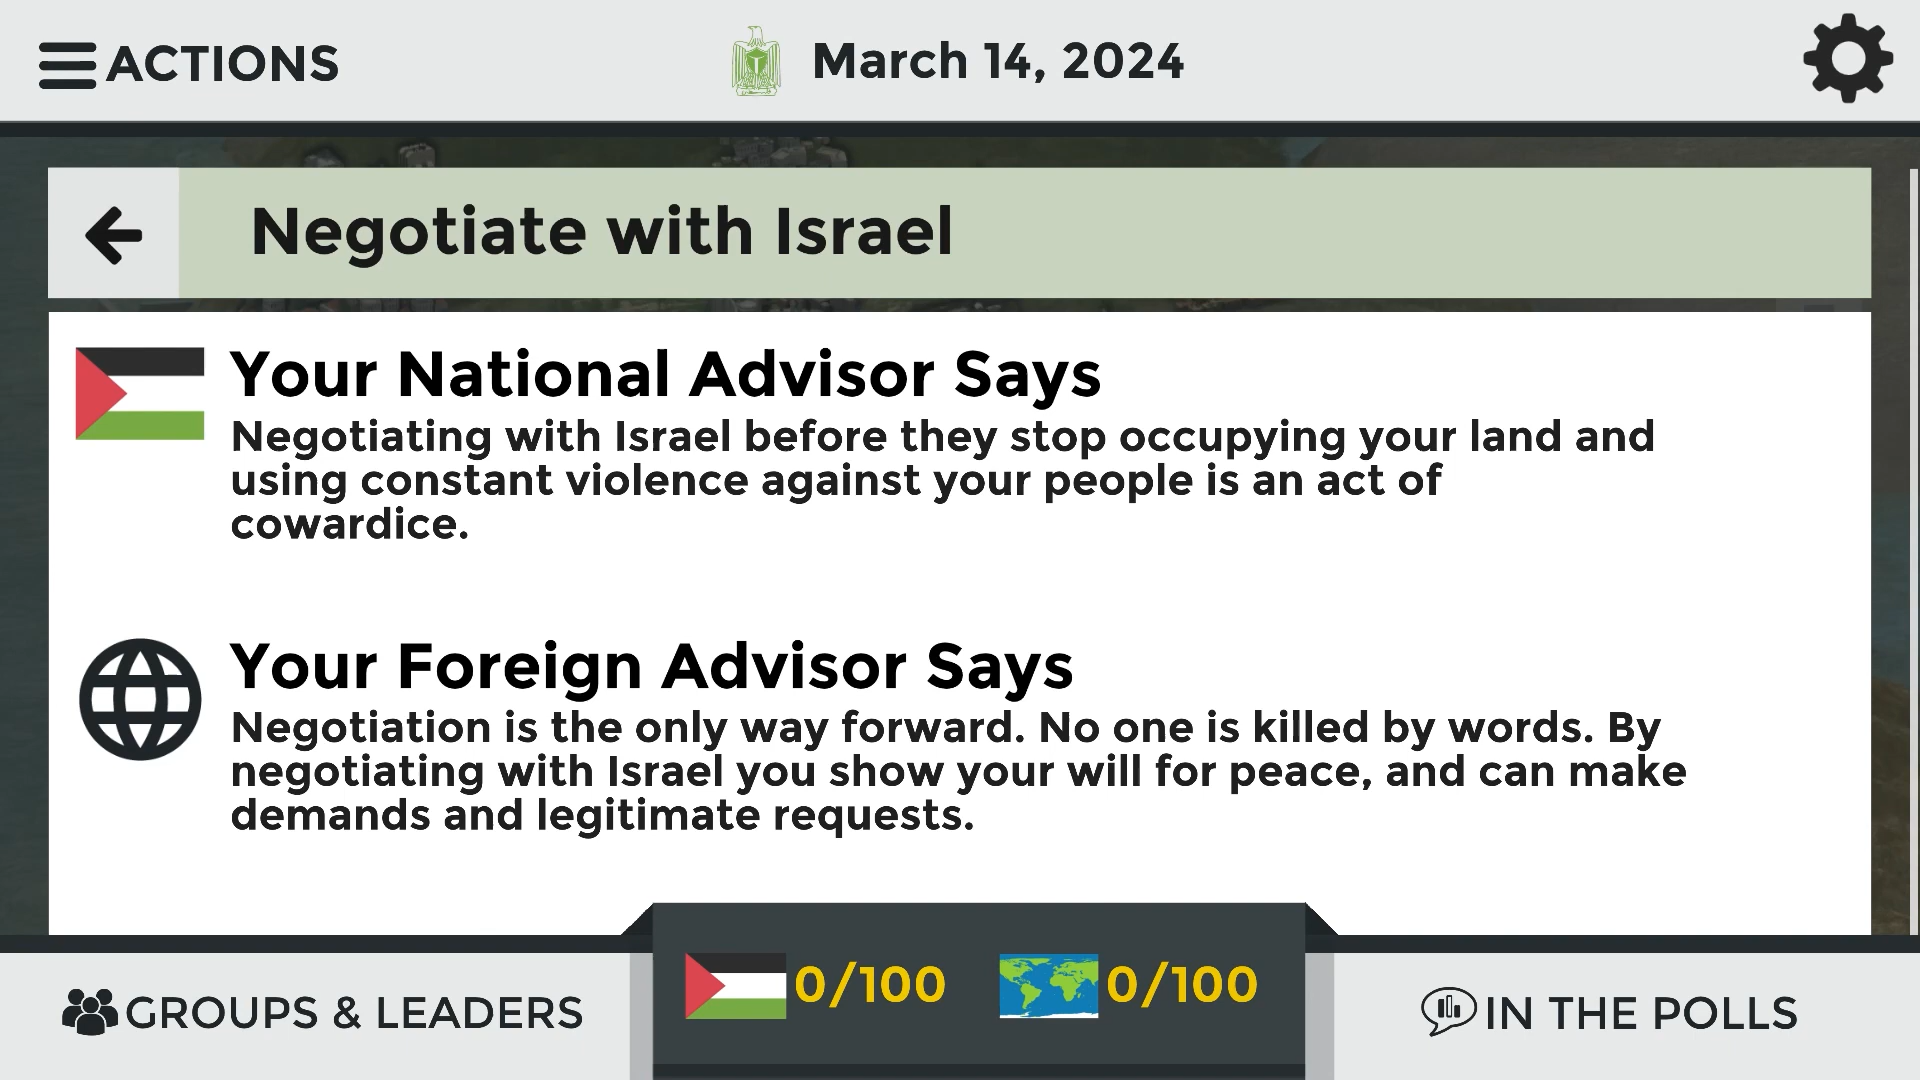 ACTIONS
March 14, 2024
Negotiate with Israel
Your National Advisor Says
Negotiating with Israel before they stop occupying your land and
using constant violence against your people is an act of
cowardice.
Your Foreign Advisor Says
Negotiation is the only way forward. No one is killed by words. By
negotiating with Israel you show your will for peace, and can make
demands and legitimate requests.
0/100
0/100
GROUPS & LEADERS
IN THE POLLS